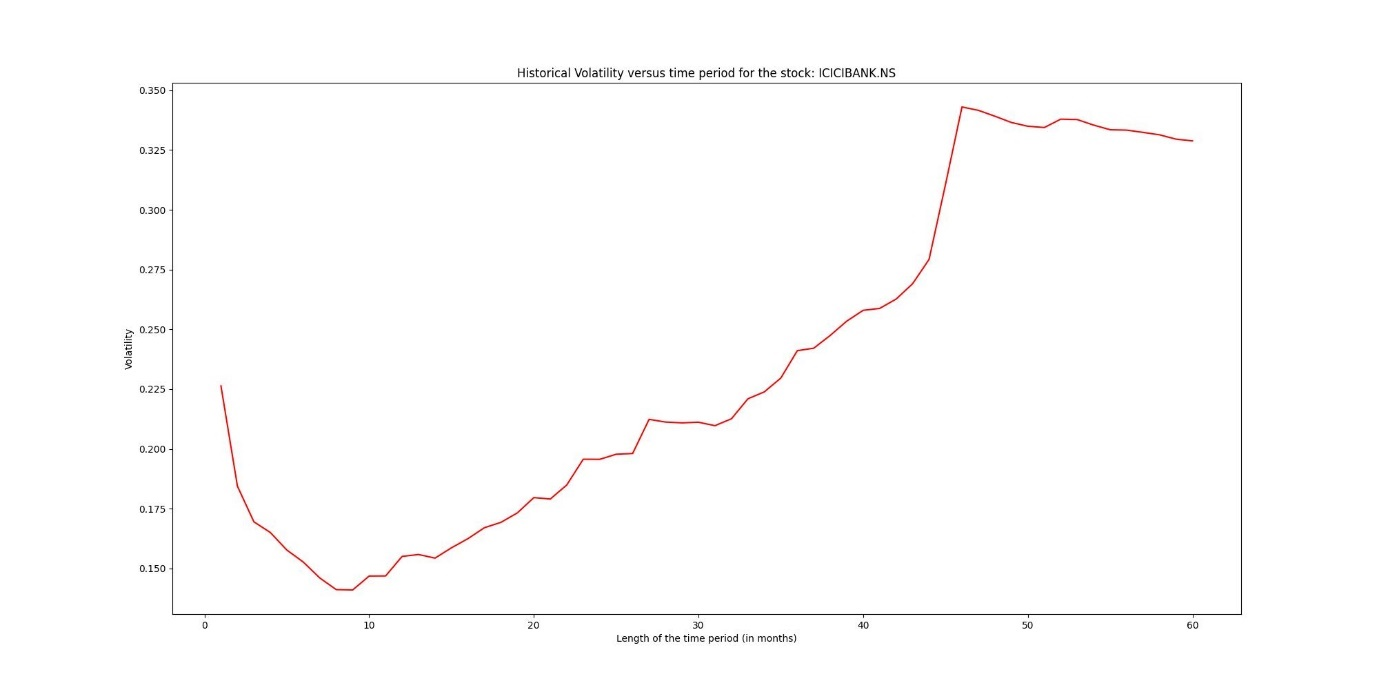 Historical Volatility versus time period for the stock: ICICIBANK.NS
0.350
0.325
0.300
0.275
0.250
0.225
0.200
0.175
0.150
Volatility
0 10 20 30 40 50 60
Length of the time period (in months)